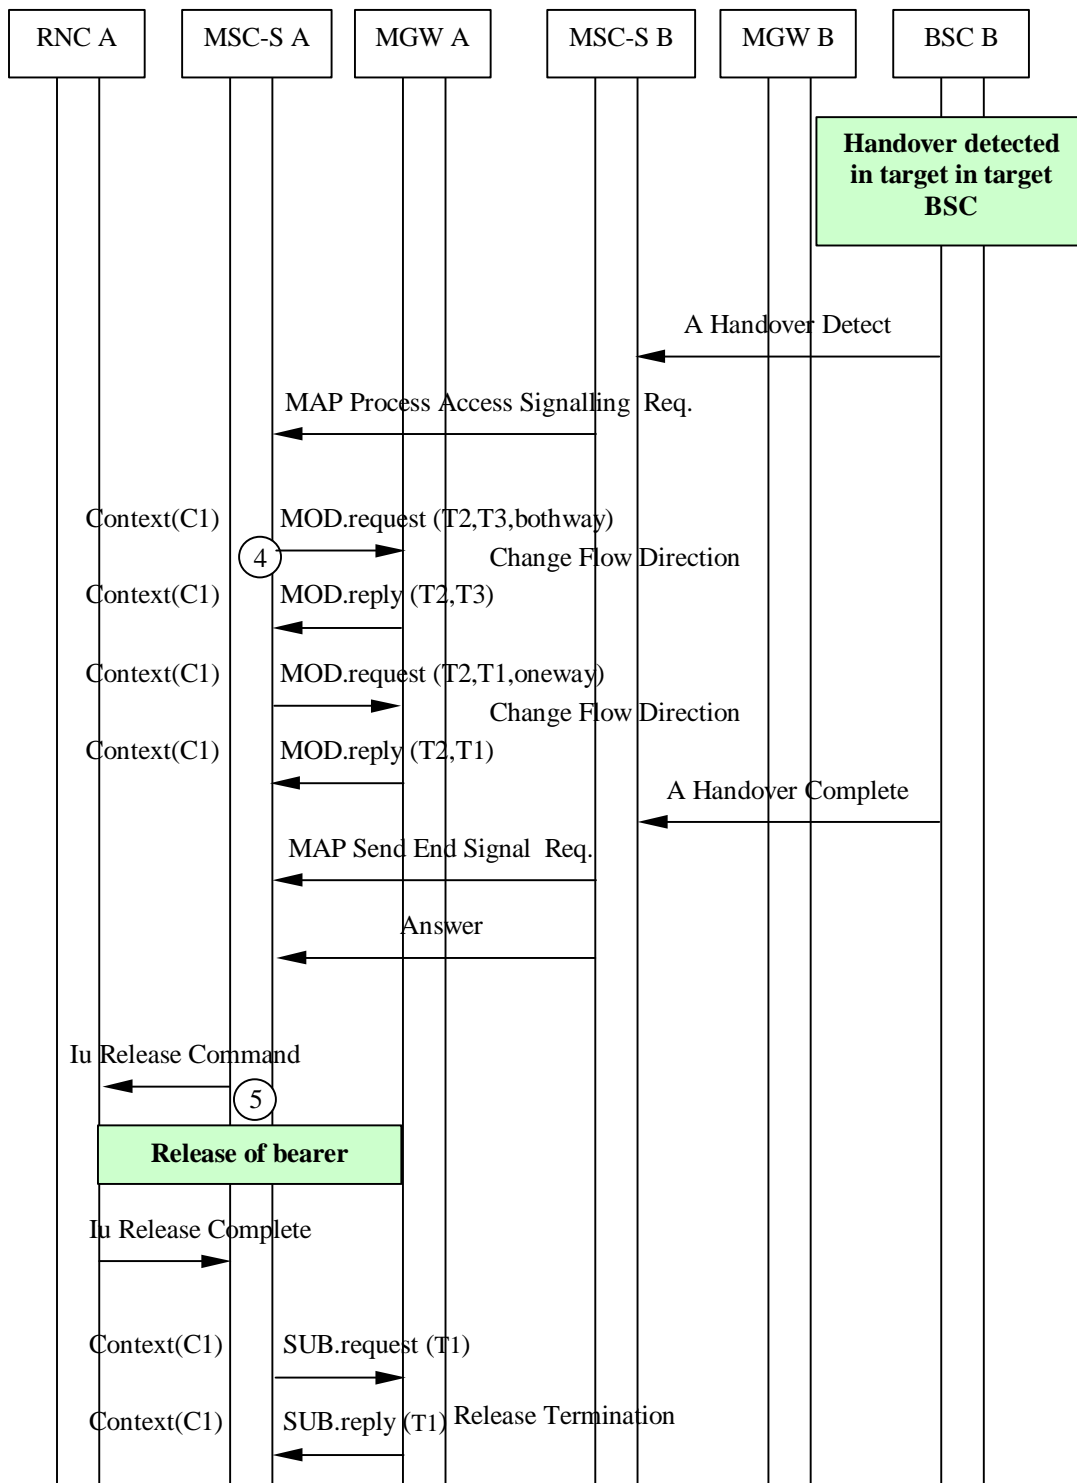 RNC A
MSC-S A
MGW A
MSC-S B
MGW B
BSC B
Handover detected
in target in target
BSC
A Handover Detect
MAP Process Access Signalling Req.
Context(C1)
MOD.request (T2,T3,bothway)
4
Change Flow Direction
Context(C1)
MOD.reply (T2,T3)
Context(C1)
MOD.request (T2,T1,oneway)
Change Flow Direction
Context(C1)
MOD.reply (T2,T1)
A Handover Complete
MAP Send End Signal Req.
Answer
Iu Release Command
5
Release of bearer
Iu Release Complete
Context(C1)
SUB.request (T1)
Context(C1)
SUB.reply (T1)
Release Termination